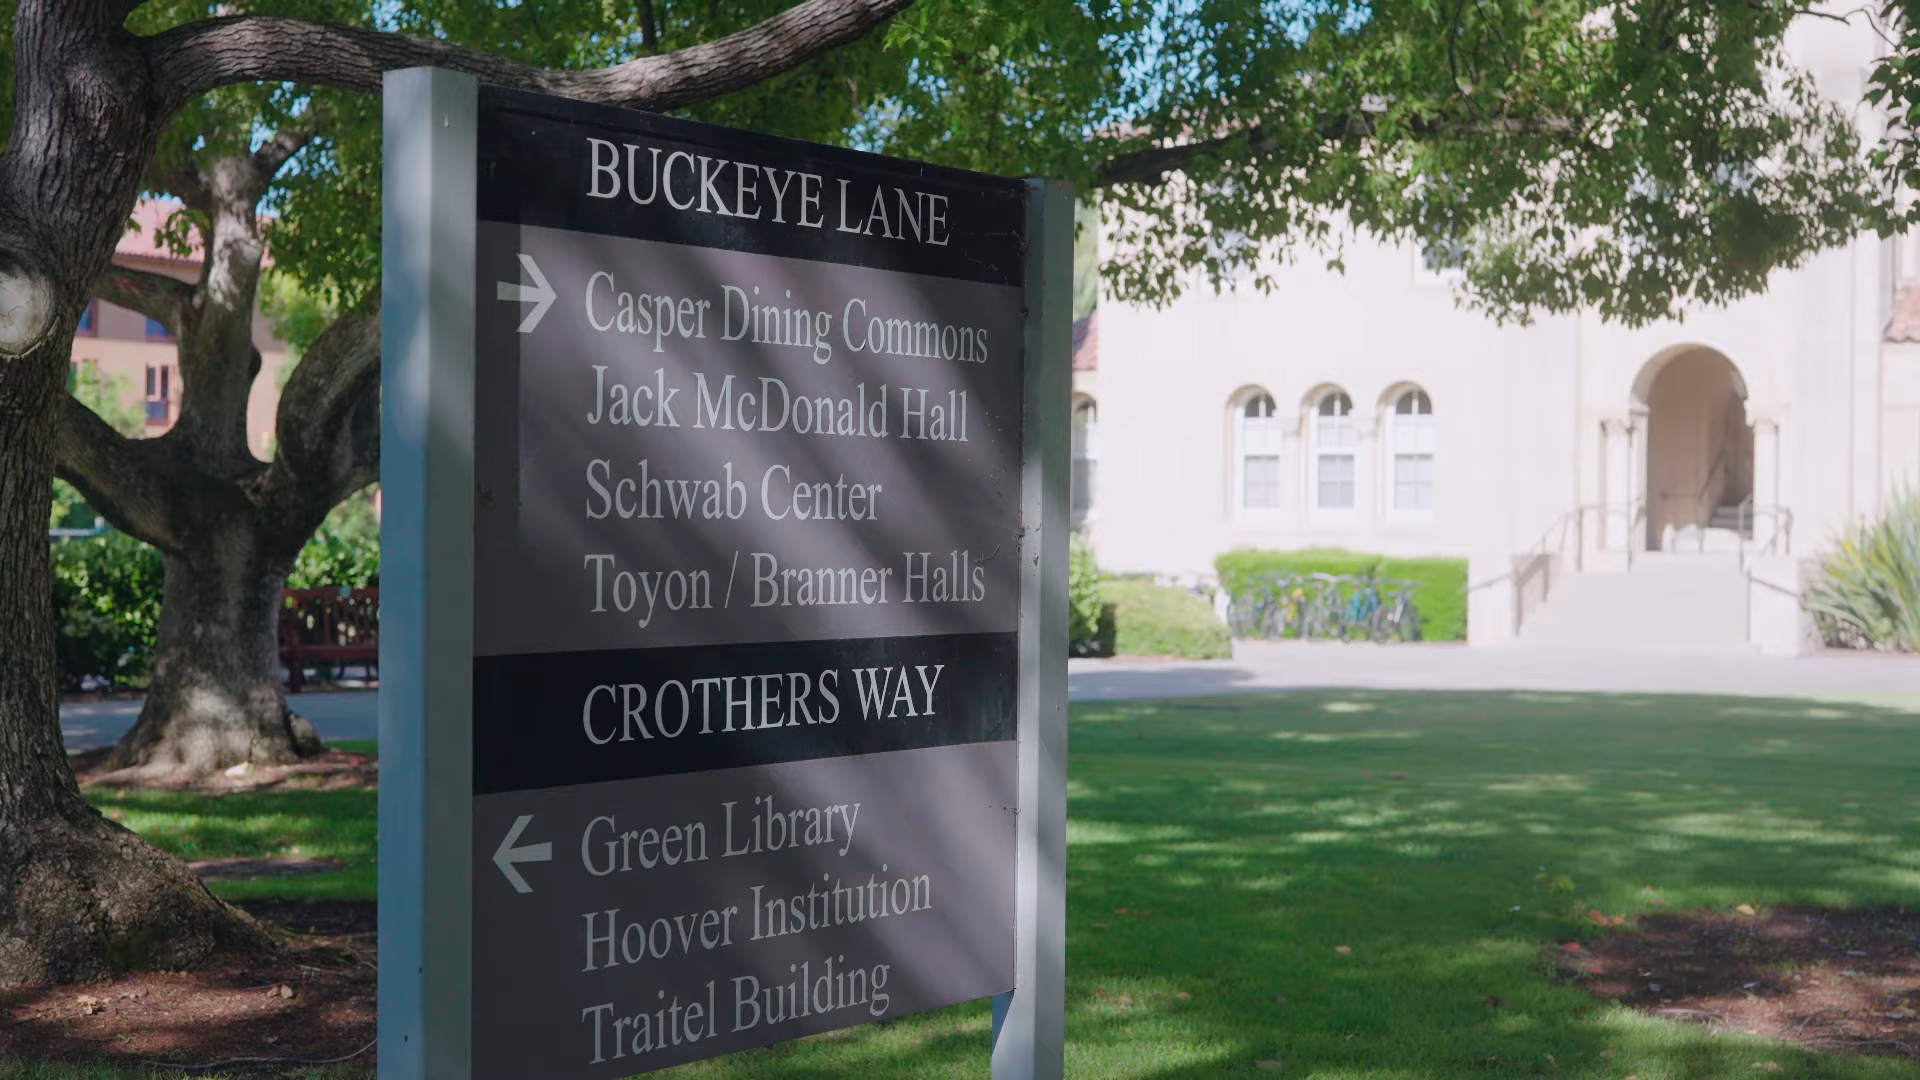 BUCKEYE LANE
Casper Dining Commons
Jack McDonald Hall
Schwab Center
Toyon / Branner Halls
CROTHERS WAY
Green Library
Hoover Institution
Traitel Building